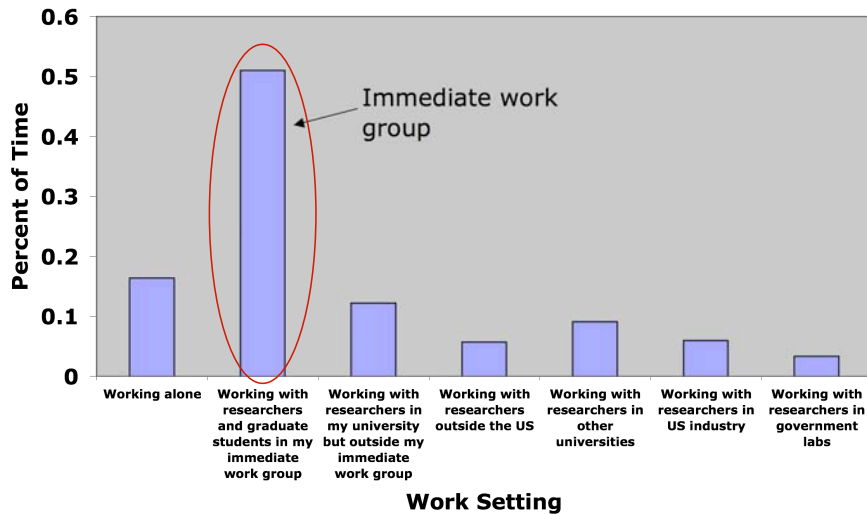 0.6
0.5
0.4
0.3
0.2
0.1
0
Percent of Time
Immediate work
group
Working alone
Working with
researchers
and graduate
students in my
immediate
work group
Working with
researchers in
my university
but outside my
immediate
work group
Working with
researchers
outside the US
Working with
researchers in
other
universities
Working with
researchers in
US industry
Working with
researchers in
government
labs
Work Setting